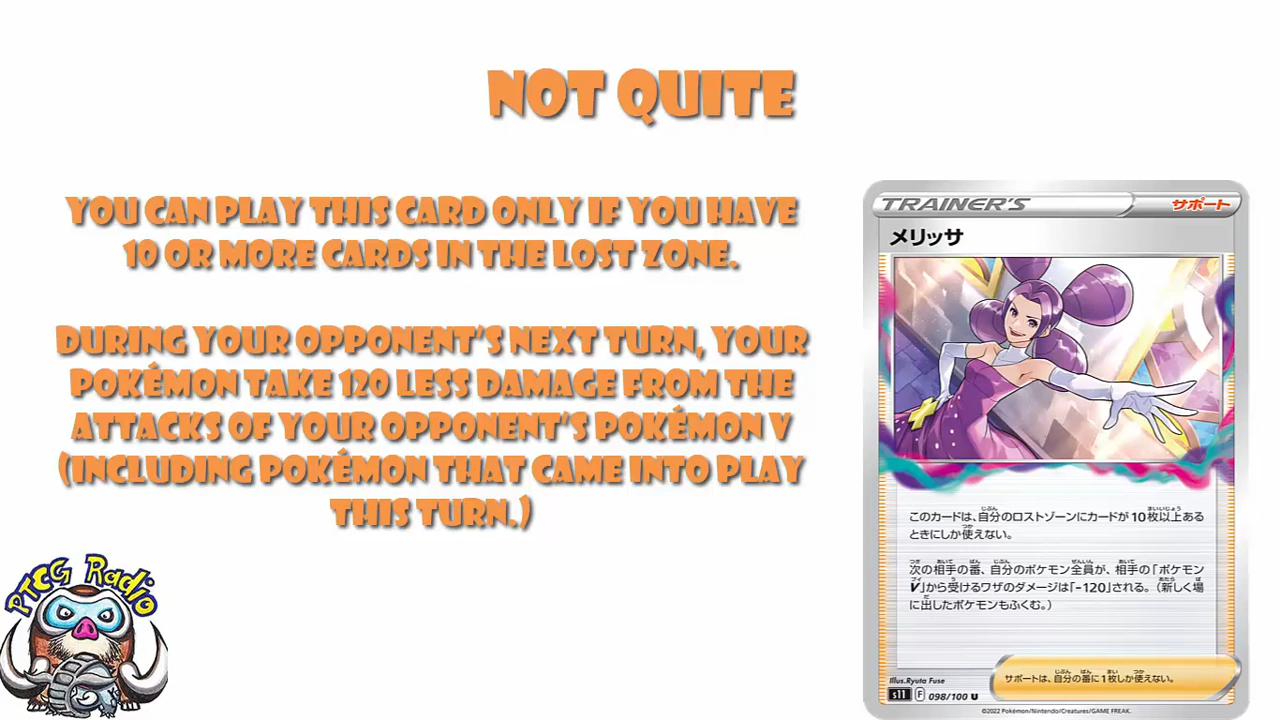 NOT QUITE
YOU CAN PLAY THIS CARD ONLY IF YOU HAVE
10 OR MORE CARDS IN THE LOST ZONE.
DURING YOUR OPPONENT'S NEXT TURN, YOUR
POKÉMON TAKE 120 LESS DAMAGE FROM THE
ATTACKS OF YOUR OPPONENT'S POKÉMON V
(INCLUDING POKÉMON THAT CAME INTO PLAY
THIS TURN.)
PTCG Radio
TRAINER'S サポート
メリッサ
このカードは、自分のロストゾーンにカードが10枚以上ある
ときにしか使えない。
次の相手の番、自分のポケモン全員が、相手の「ポケモン
V」から受けるワザのダメージは「-120」される。（新しく場
に出したポケモンもふくむ。）
サポートは、自分の番に1枚しか使えない。
Illus.Ryuta Fuse
s11 F 098/100 U
©2022 Pokémon/Nintendo/Creatures/GAME FREAK.